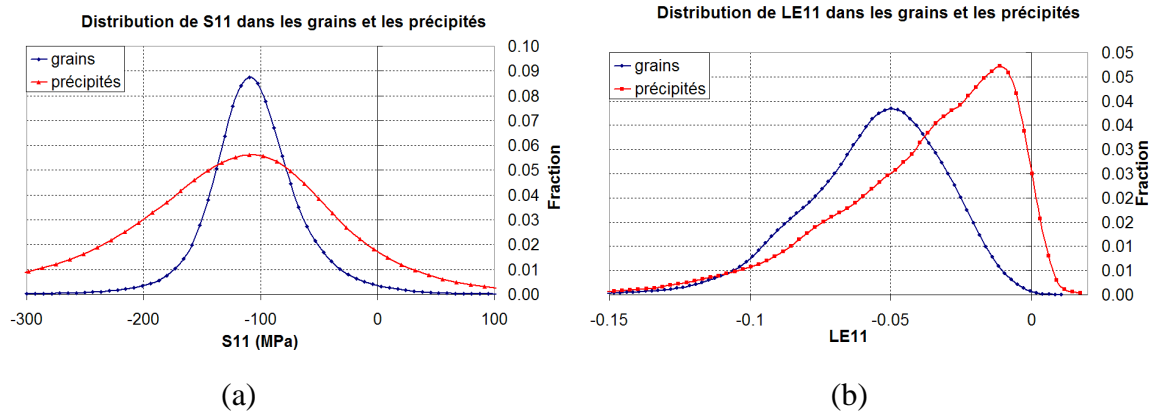 Distribution de S11 dans les grains et les précipités
grains
précipités
0.10
0.09
0.08
0.07
0.06
0.05
0.04
0.03
0.02
0.01
0.00
Fraction
-300 -200 -100 0 100
S11 (MPa)
(a)
Distribution de LE11 dans les grains et les précipités
grains
précipités
0.05
0.05
0.04
0.04
0.03
0.03
0.02
0.02
0.01
0.01
0.00
Fraction
-0.15 -0.1 -0.05 0
LE11
(b)